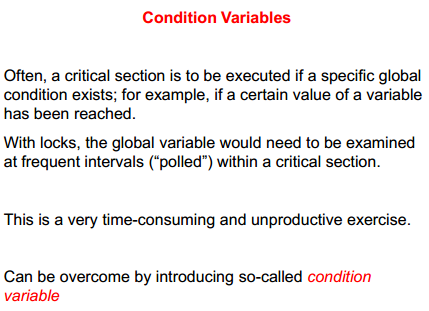 Condition Variables
Often, a critical section is to be executed if a specific global
condition exists; for example, if a certain value of a variable
has been reached.
With locks, the global variable would need to be examined
at frequent intervals (“polled”) within a critical section.
This is a very time-consuming and unproductive exercise.
Can be overcome by introducing so-called condition
variable